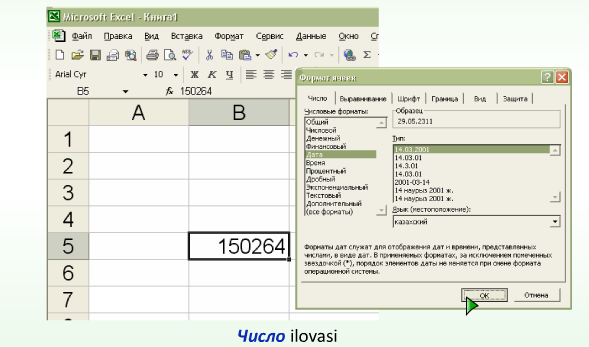 Microsoft Excel - Книга1
Файл Правка Вид Вставка Формат Сервис Данные Окно
Arial Cyr 10 Ж К Ч
B5 fx 150264
A B
1
2
3
4
5 150264
6
7
Формат ячеек
Число Выравнивание Шрифт Граница Вид Защита
Числовые форматы:
Общий
Числовой
Денежный
Финансовый
Дата
Время
Процентный
Дробный
Экспоненциальный
Текстовый
Дополнительный
(все форматы)
Образец
29.05.2311
Тип:
14.03.2001
14.03.01
14.3.01
14.03.01
2001-03-14
14 наурыз 2001 ж.
14 наурыз 2001 ж.
Язык (местоположение):
казахский
Форматы дат служат для отображения дат и времени, представленных
числами, в виде дат. В применяемых форматах, за исключением помеченных
звездочкой (*), порядок элементов даты не меняется при смене формата
операционной системы.
OK Отмена
Число ilovasi